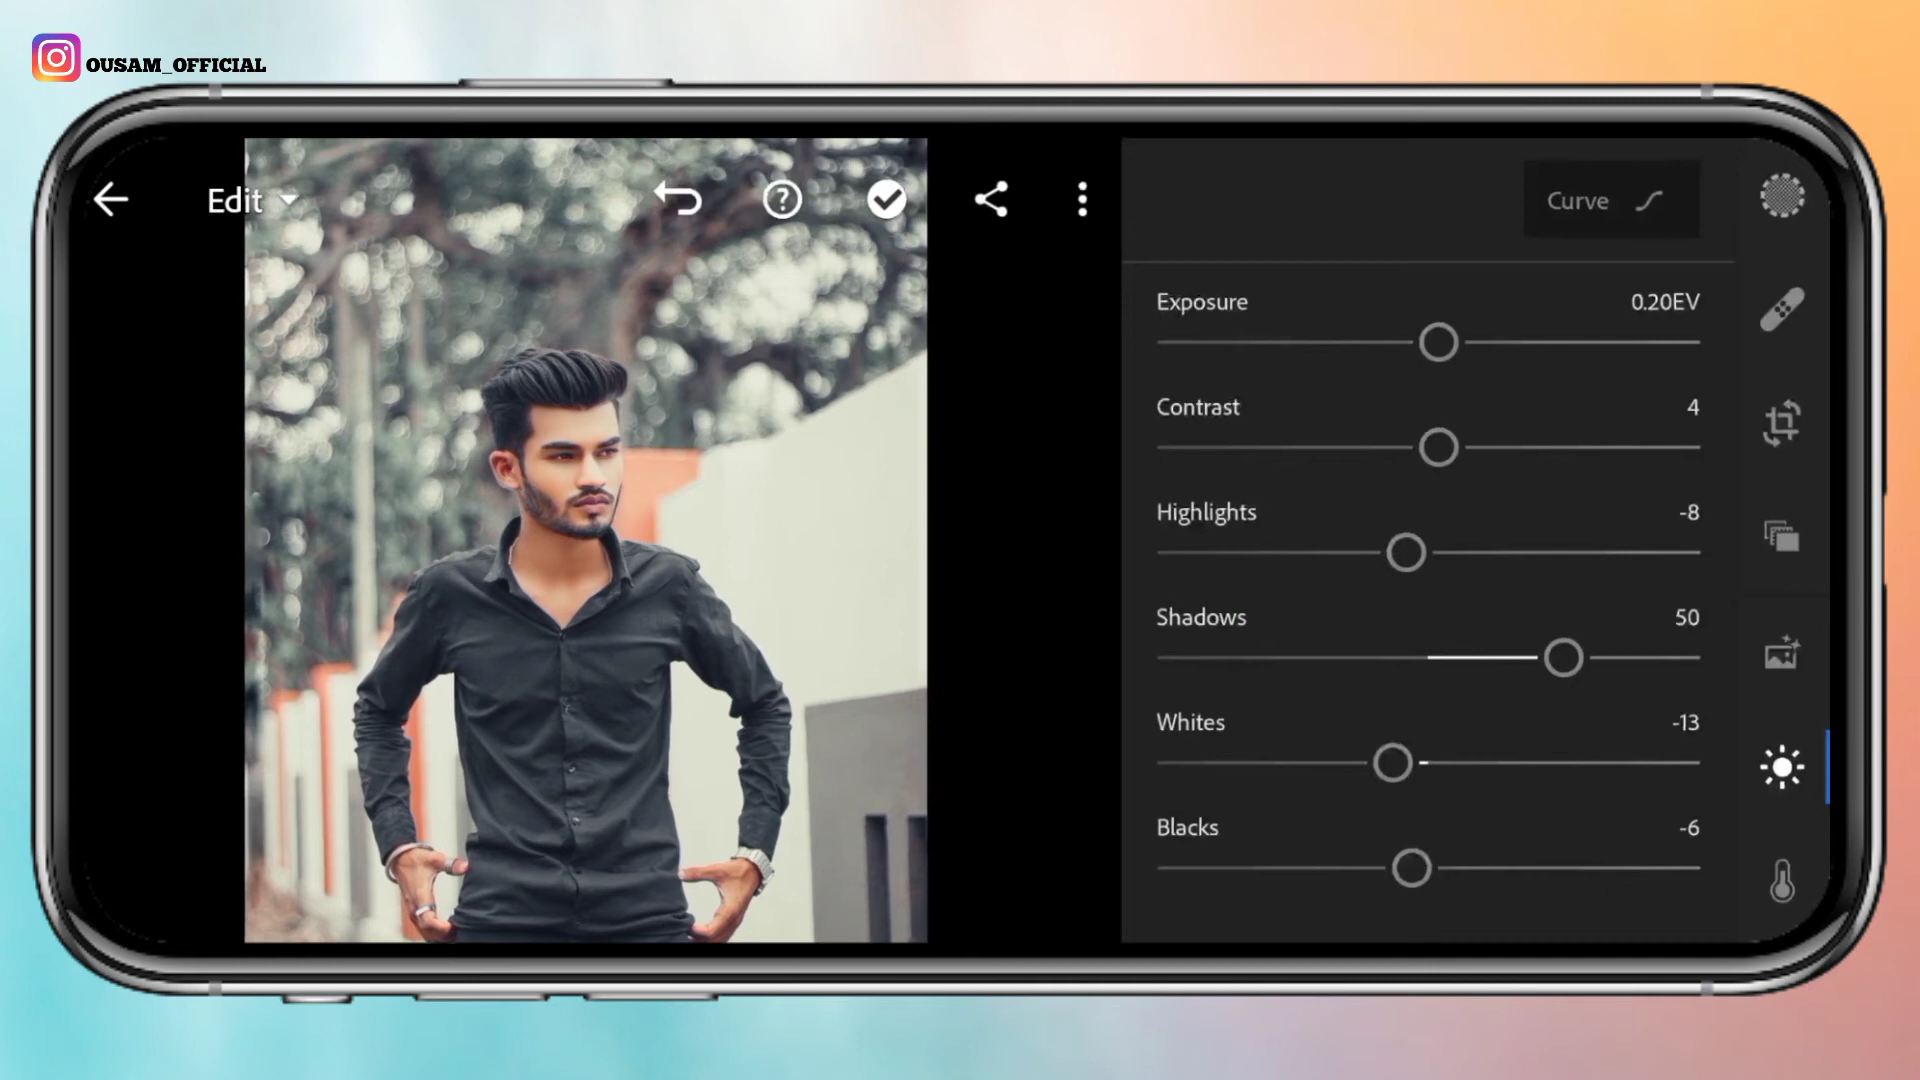 OUSAM_OFFICIAL
Edit
Curve
Exposure 0.20EV
Contrast 4
Highlights -8
Shadows 50
Whites -13
Blacks -6